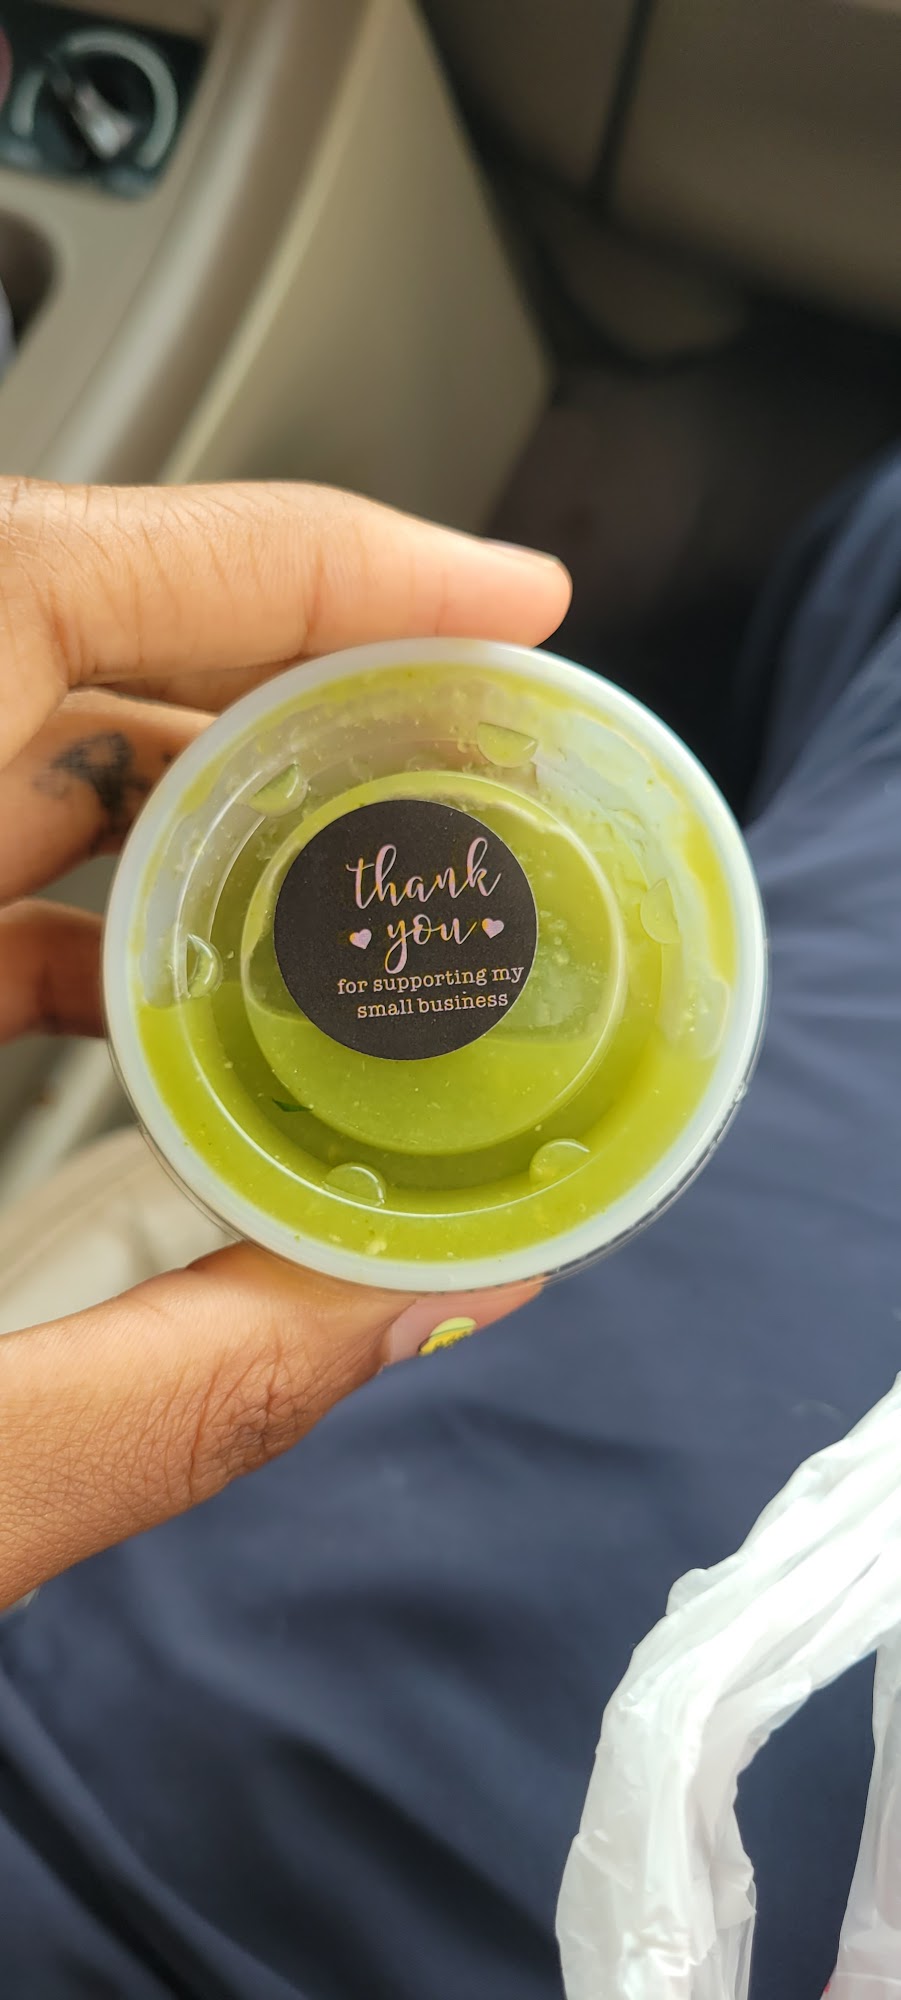 thank
you
for supporting my
small business